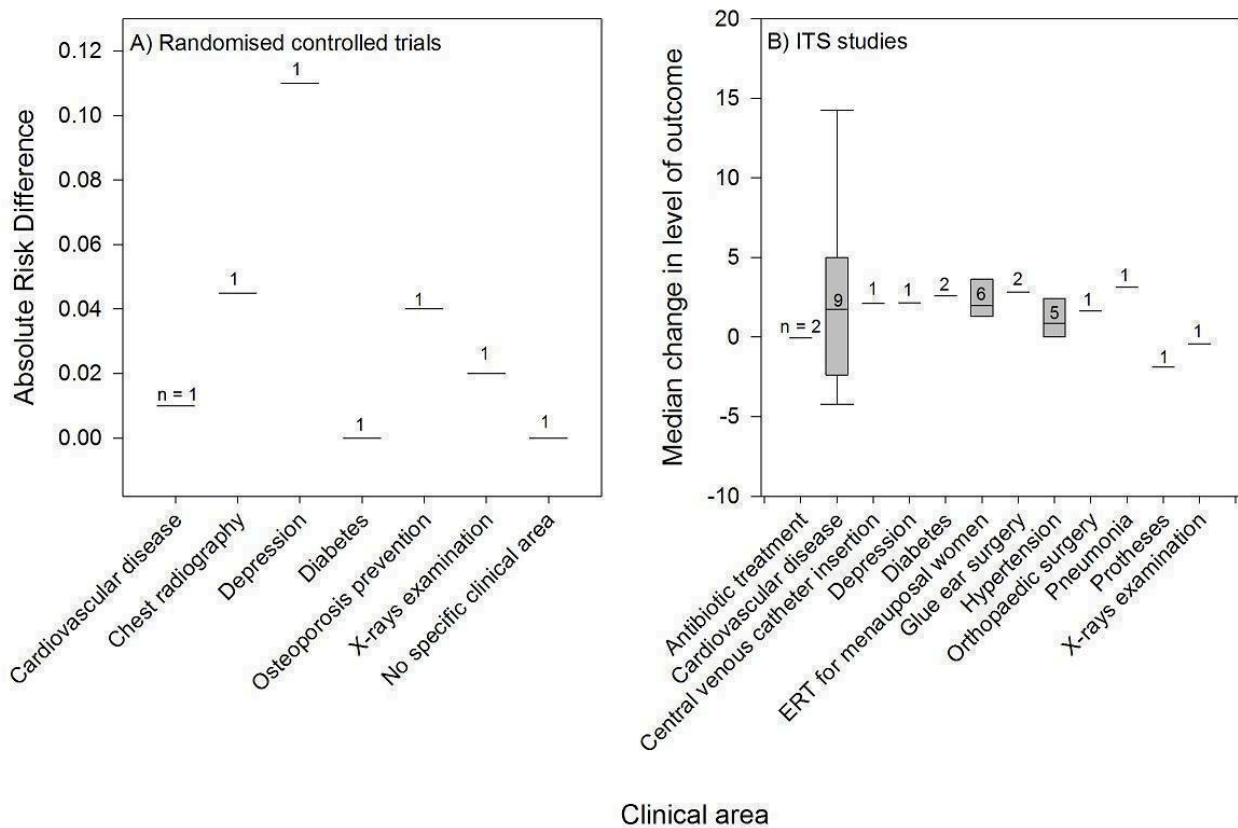 A) Randomised controlled trials
Absolute Risk Difference
0.12
0.10
0.08
0.06
0.04
0.02
0.00
n = 1
1
1
1
1
1
1
Cardiovascular disease
Chest radiography
Depression
Diabetes
Osteoporosis prevention
X-rays examination
No specific clinical area
B) ITS studies
Median change in level of outcome
20
15
10
5
0
-5
-10
n = 2
9
1
1
2
6
2
5
1
1
1
1
Antibiotic treatment
Cardiovascular disease
Central venous catheter insertion
Depression
Diabetes
ERT for menauposal women
Glue ear surgery
Hypertension
Orthopaedic surgery
Pneumonia
Protheses
X-rays examination
Clinical area